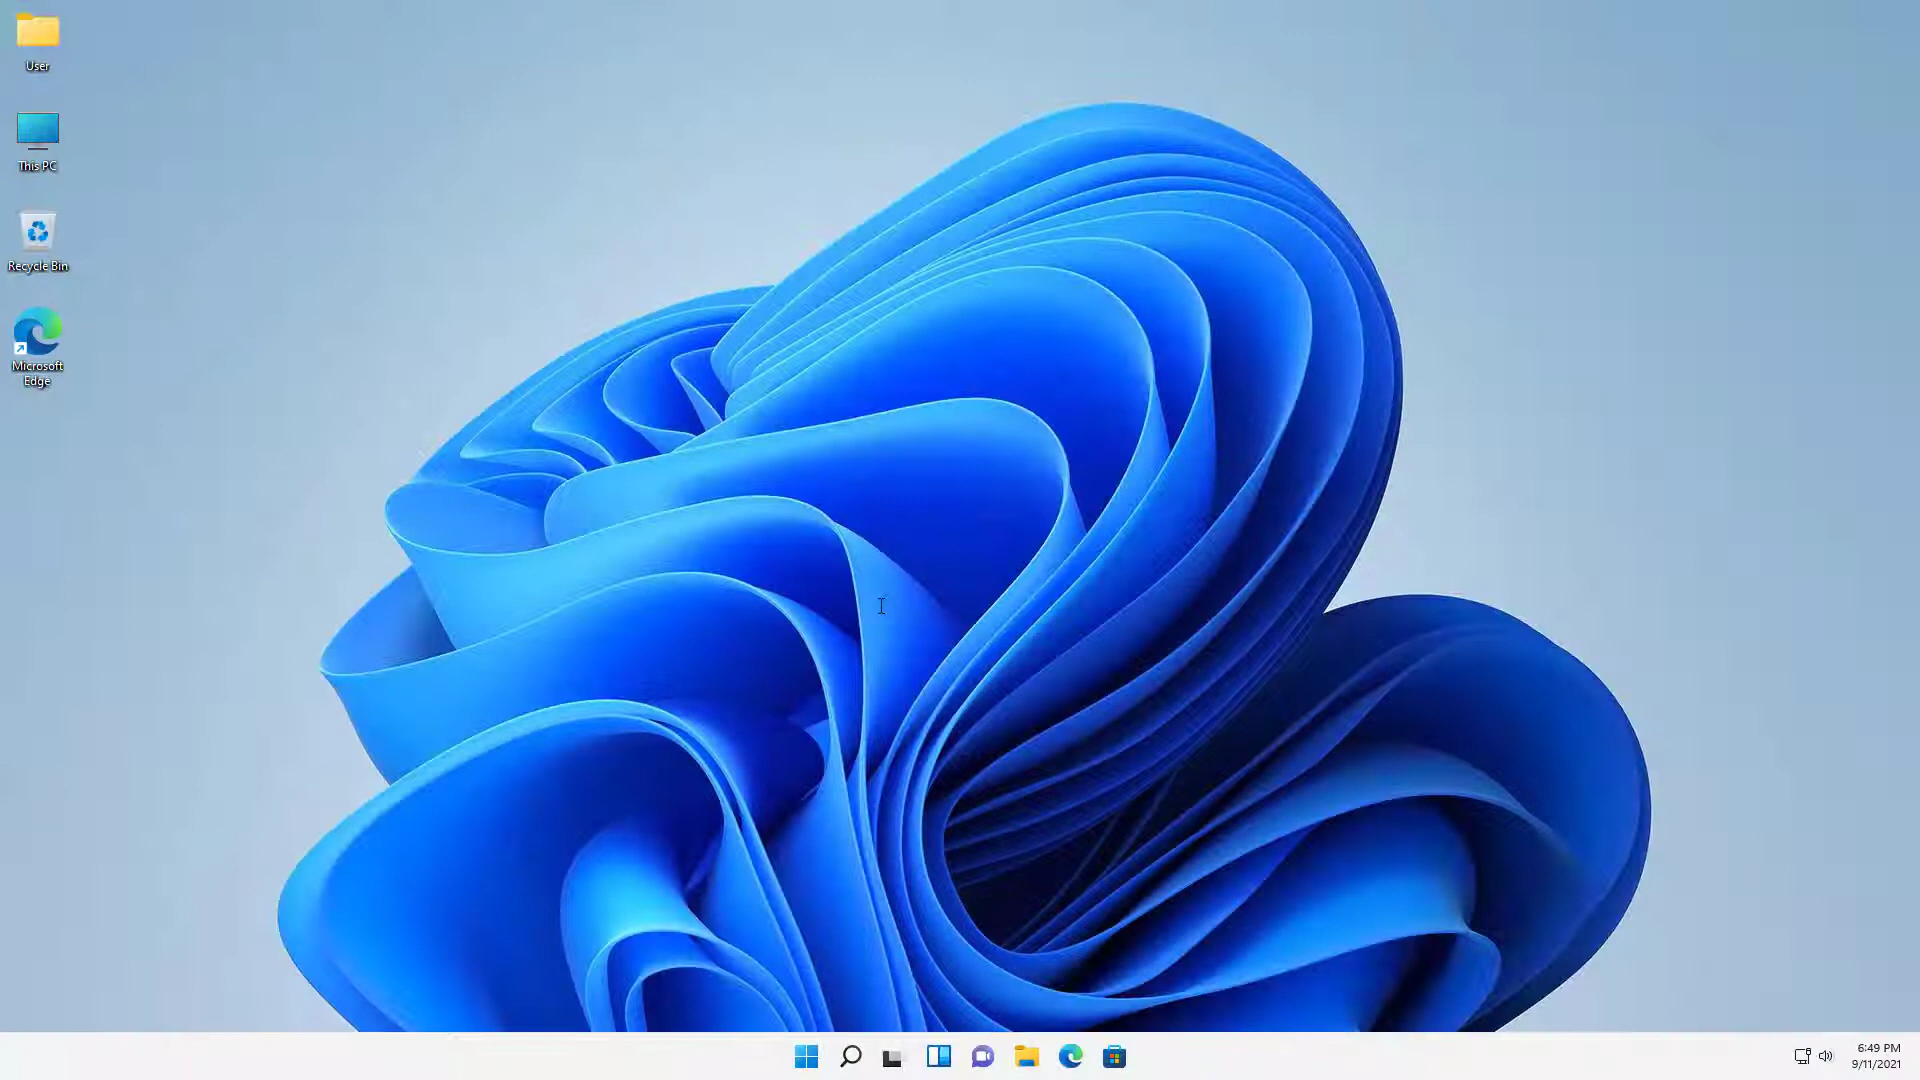 User
This PC
Recycle Bin
Microsoft
Edge
6:49 PM
9/11/2021